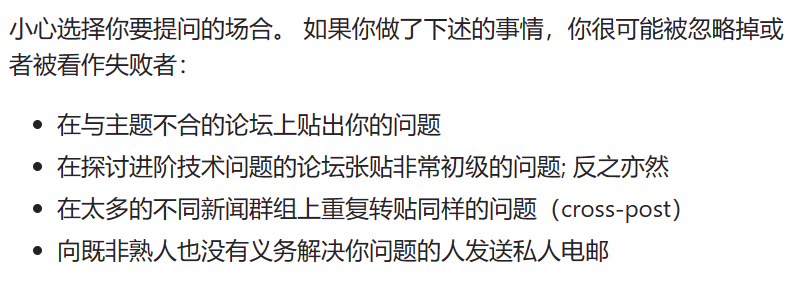 小心选择你要提问的场合。 如果你做了下述的事情，你很可能被忽略掉或
者被看作失败者：
• 在与主题不合的论坛上贴出你的问题
• 在探讨进阶技术问题的论坛张贴非常初级的问题; 反之亦然
• 在太多的不同新闻群组上重复转贴同样的问题（cross-post）
• 向既非熟人也没有义务解决你问题的人发送私人电邮